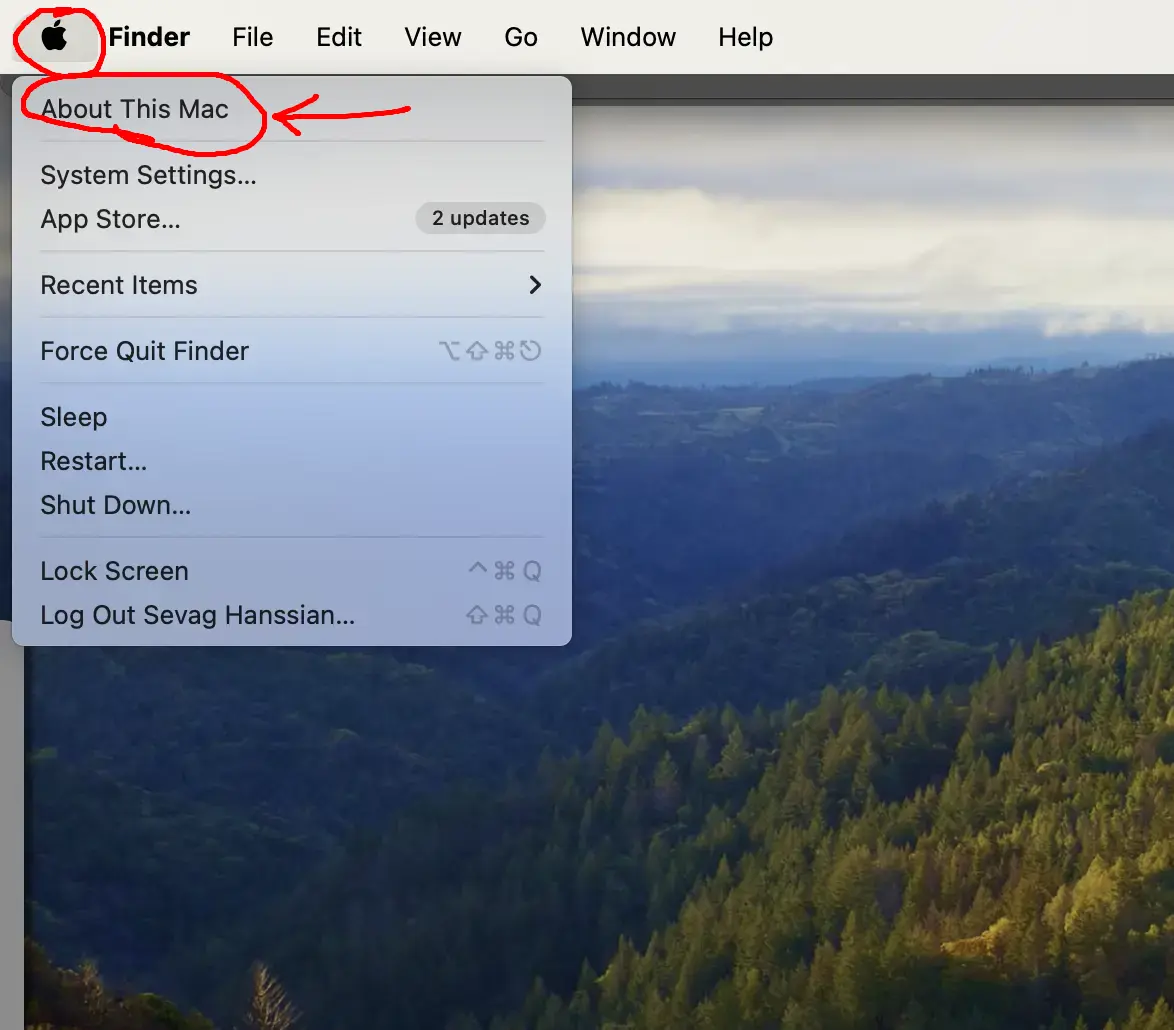 Finder File Edit View Go Window Help
About This Mac
System Settings...
App Store... 2 updates
Recent Items
Force Quit Finder ⌥⇧⌘⎋
Sleep
Restart...
Shut Down...
Lock Screen ^⌘Q
Log Out Sevag Hanssian... ⇧⌘Q